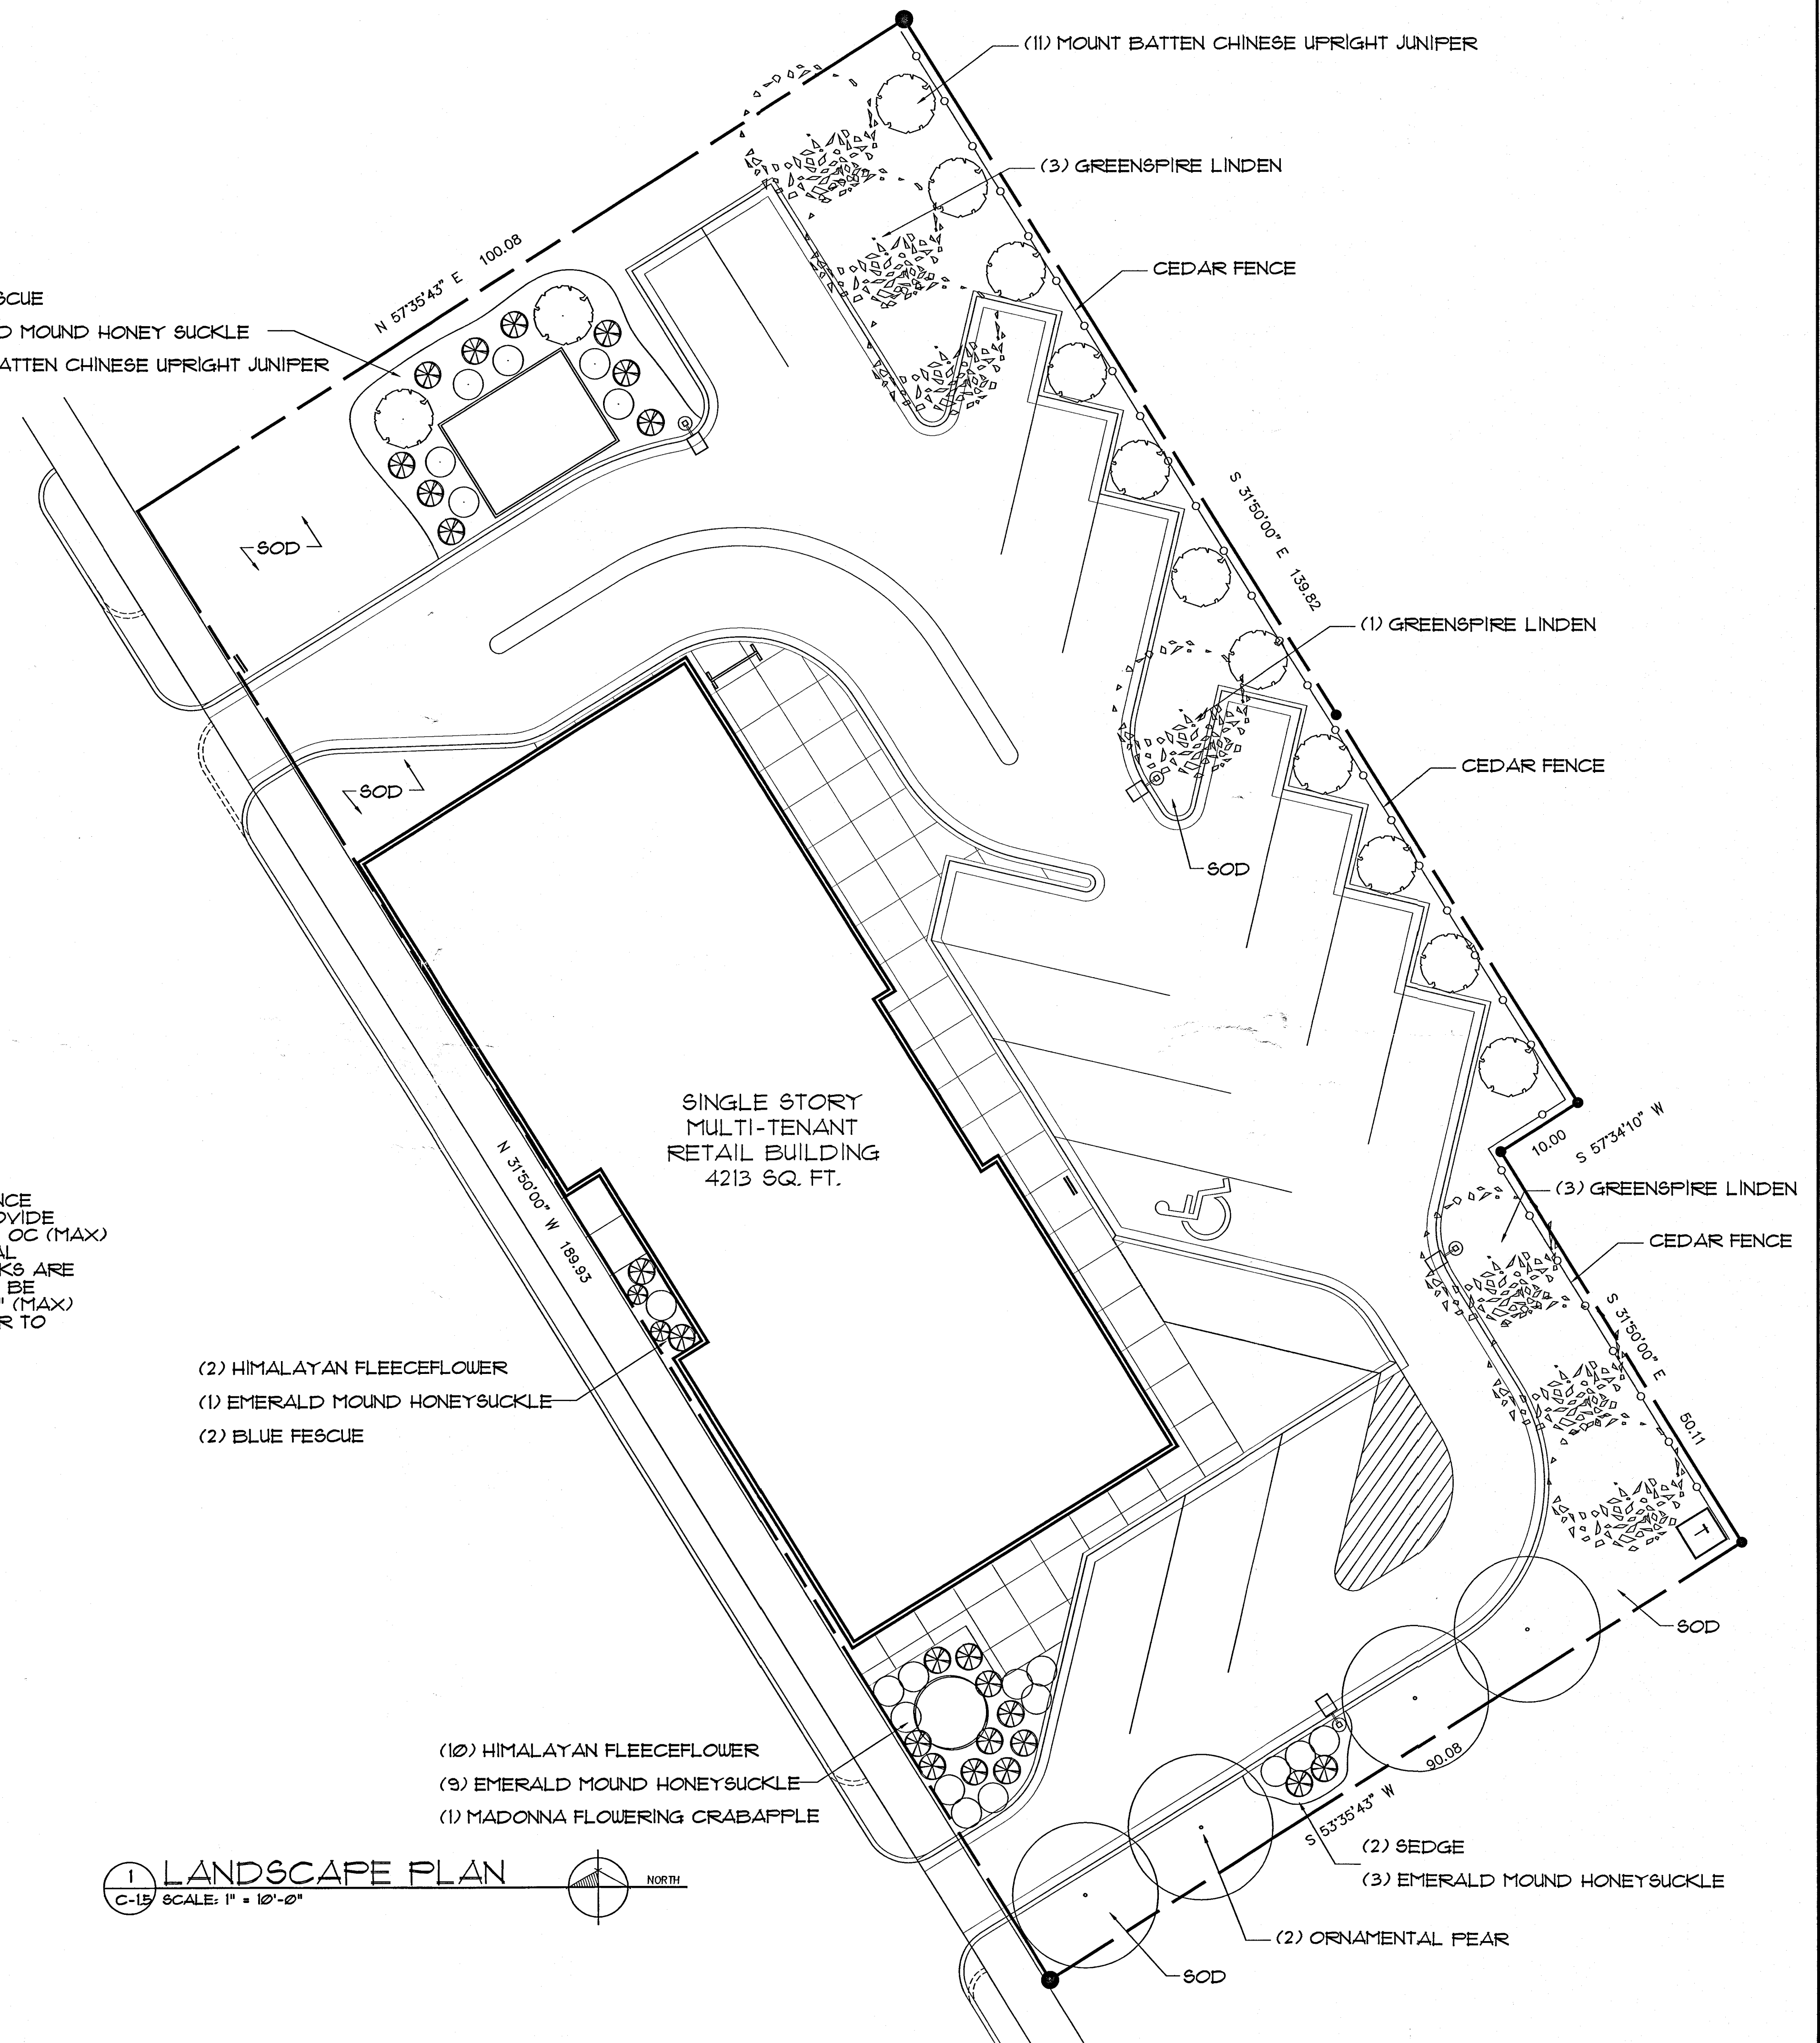 (11) MOUNT BATTEN CHINESE UPRIGHT JUNIPER
(3) GREENSPIRE LINDEN
N 57°35'43" E 100.08
CEDAR FENCE
SCUE
D MOUND HONEY SUCKLE
ATTEN CHINESE UPRIGHT JUNIPER
SOD
S 31°50'00" E 139.82
(1) GREENSPIRE LINDEN
CEDAR FENCE
SOD
SOD
SINGLE STORY
MULTI-TENANT
RETAIL BUILDING
4213 SQ. FT.
N 31°50'00" W 189.93
10.00 S 57°34'10" W
(3) GREENSPIRE LINDEN
CEDAR FENCE
NCE
OVIDE
OC (MAX)
AL
KS ARE
BE
" (MAX)
R TO
S 31°50'00" E 50.11
(2) HIMALAYAN FLEECEFLOWER
(1) EMERALD MOUND HONEYSUCKLE
(2) BLUE FESCUE
T
SOD
(10) HIMALAYAN FLEECEFLOWER
(9) EMERALD MOUND HONEYSUCKLE
(1) MADONNA FLOWERING CRABAPPLE
S 53°35'43" W 90.08
(2) SEDGE
(3) EMERALD MOUND HONEYSUCKLE
(2) ORNAMENTAL PEAR
SOD
1 LANDSCAPE PLAN
C-1.5 SCALE: 1" = 10'-0"
NORTH